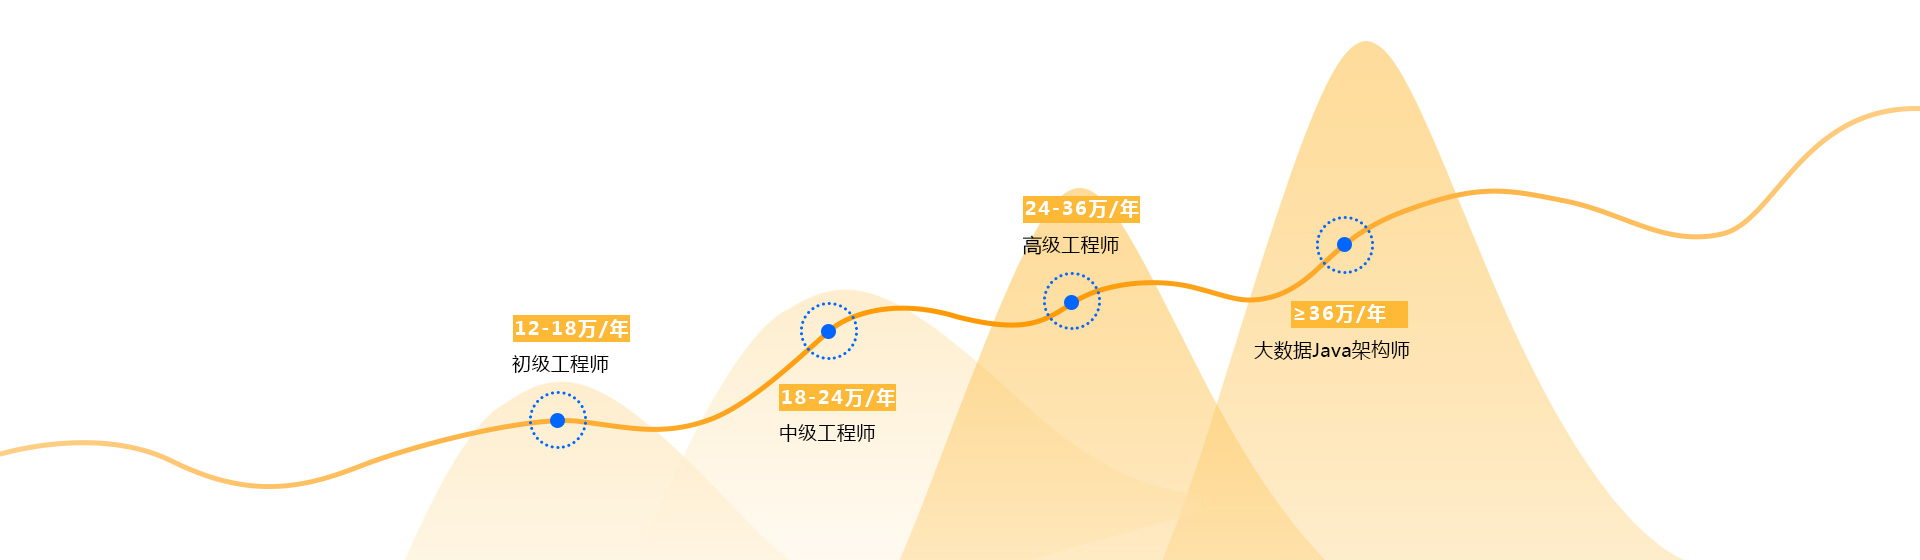 12-18万/年
初级工程师
18-24万/年
中级工程师
24-36万/年
高级工程师
≥36万/年
大数据Java架构师